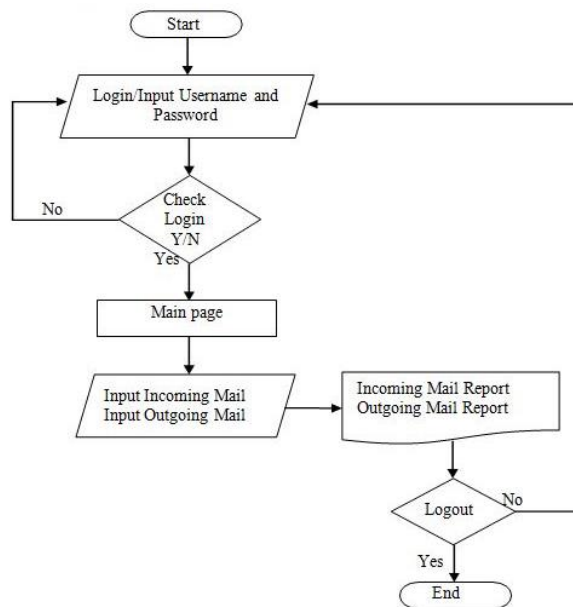 Start
Login/Input Username and
Password
No
Check
Login
Y/N
Yes
Main page
Input Incoming Mail
Input Outgoing Mail
Incoming Mail Report
Outgoing Mail Report
Logout
No
Yes
End